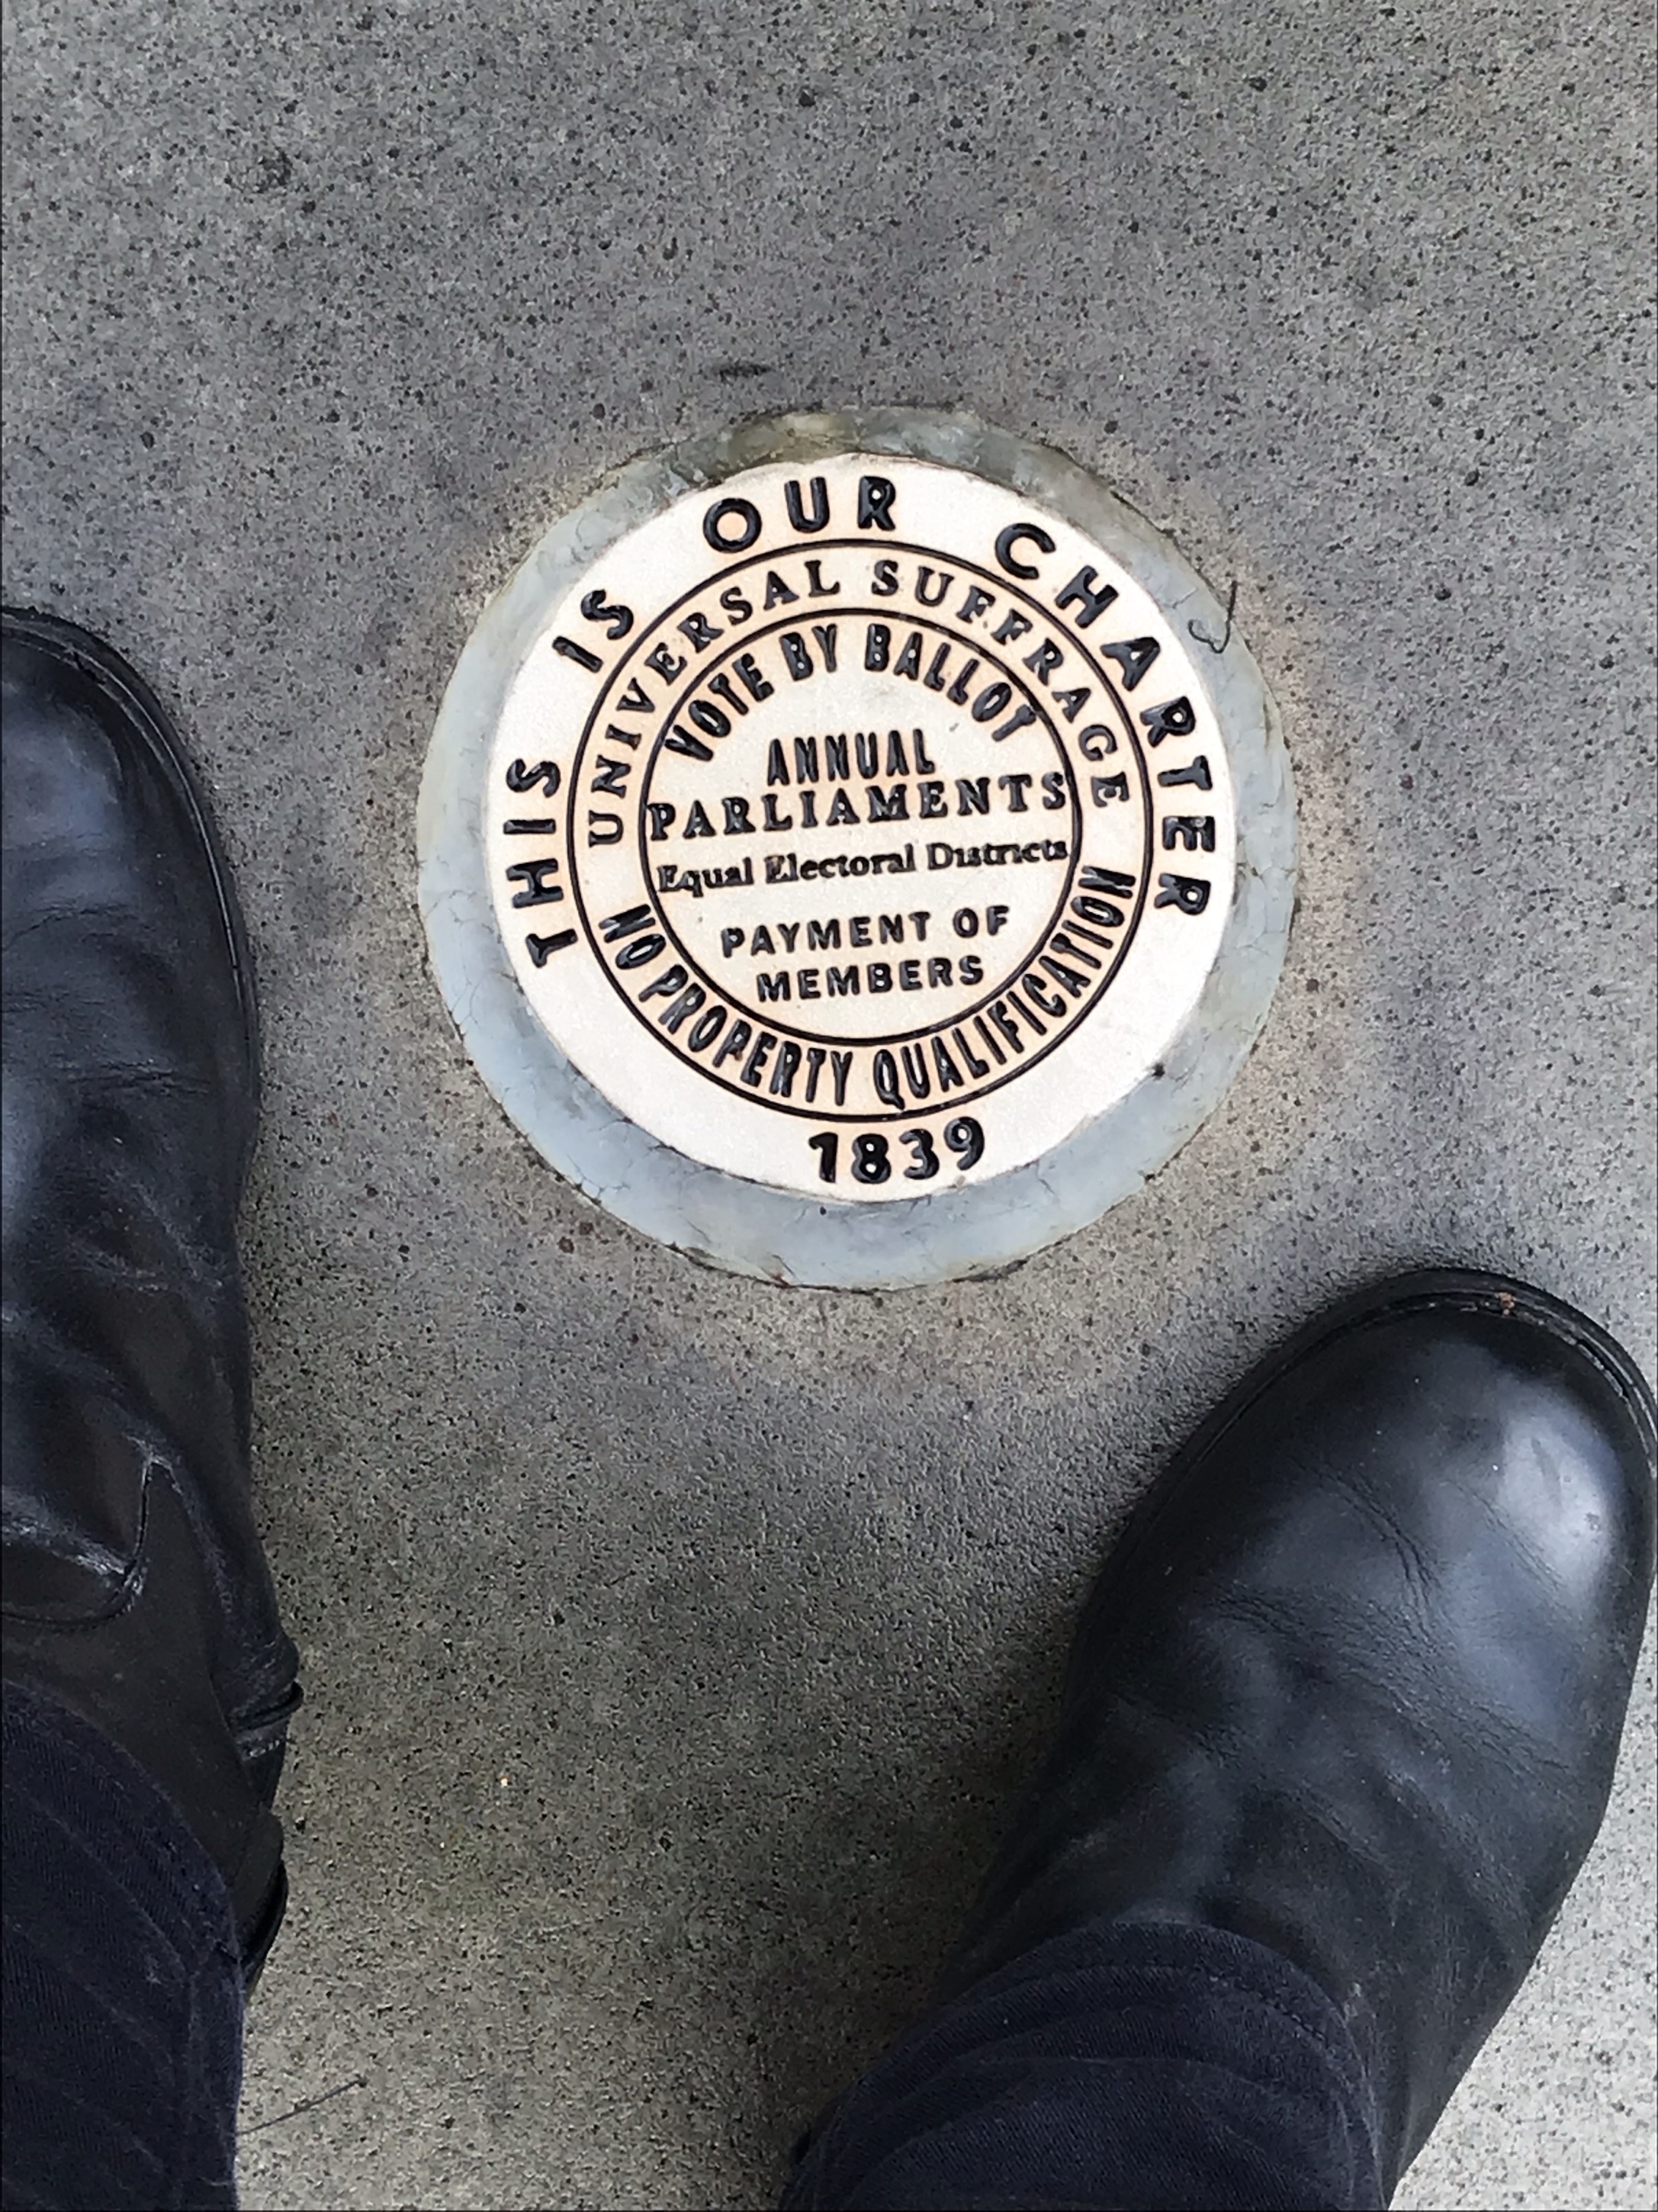 THIS IS OUR CHARTER
UNIVERSAL SUFFRAGE
VOTE BY BALLOT
ANNUAL
PARLIAMENTS
Equal Electoral Districts
PAYMENT OF
MEMBERS
NO PROPERTY QUALIFICATION
1839